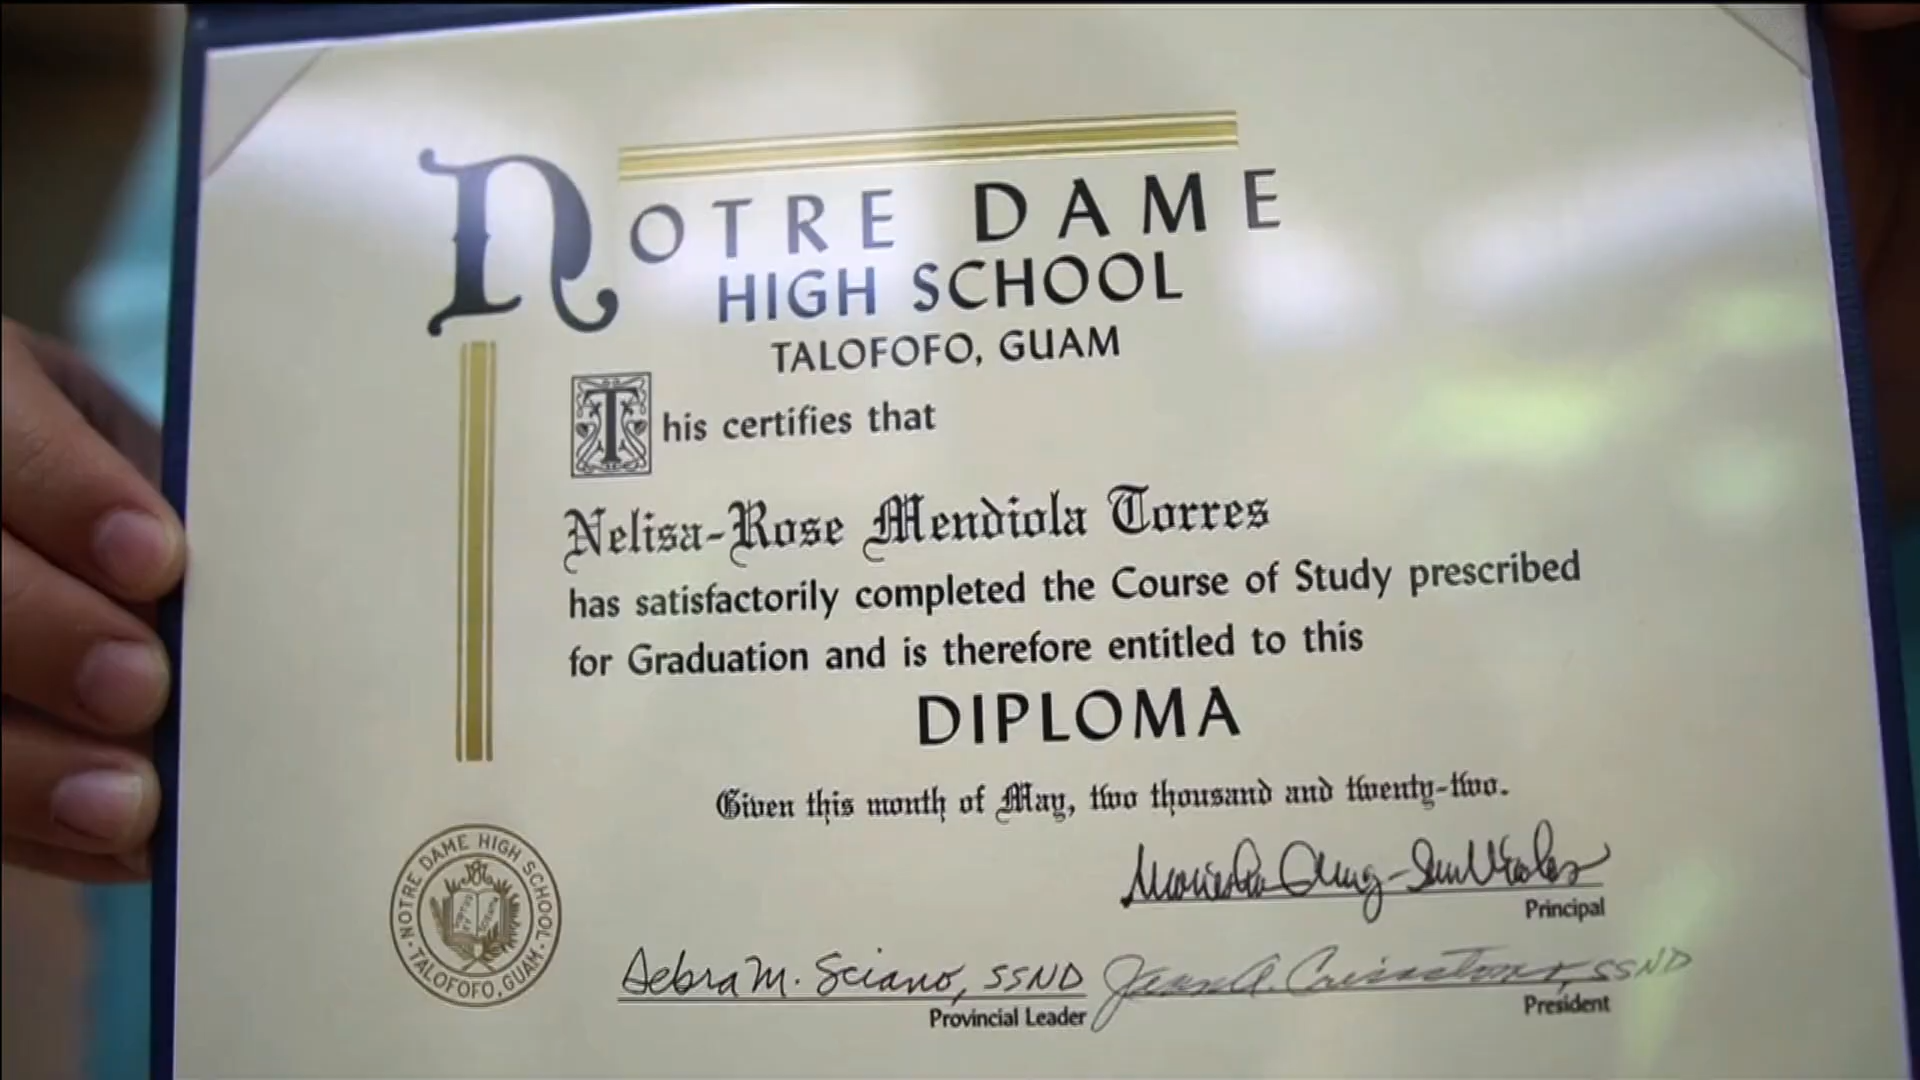 NOTRE DAME
HIGH SCHOOL
TALOFOFO, GUAM
This certifies that
Nelisa-Rose Mendiola Torres
has satisfactorily completed the Course of Study prescribed
for Graduation and is therefore entitled to this
DIPLOMA
Given this month of May, two thousand and twenty-two.
Principal
Debra M. Sciano, SSND
Provincial Leader
SSND
President
NOTRE DAME HIGH SCHOOL
TALOFOFO, GUAM